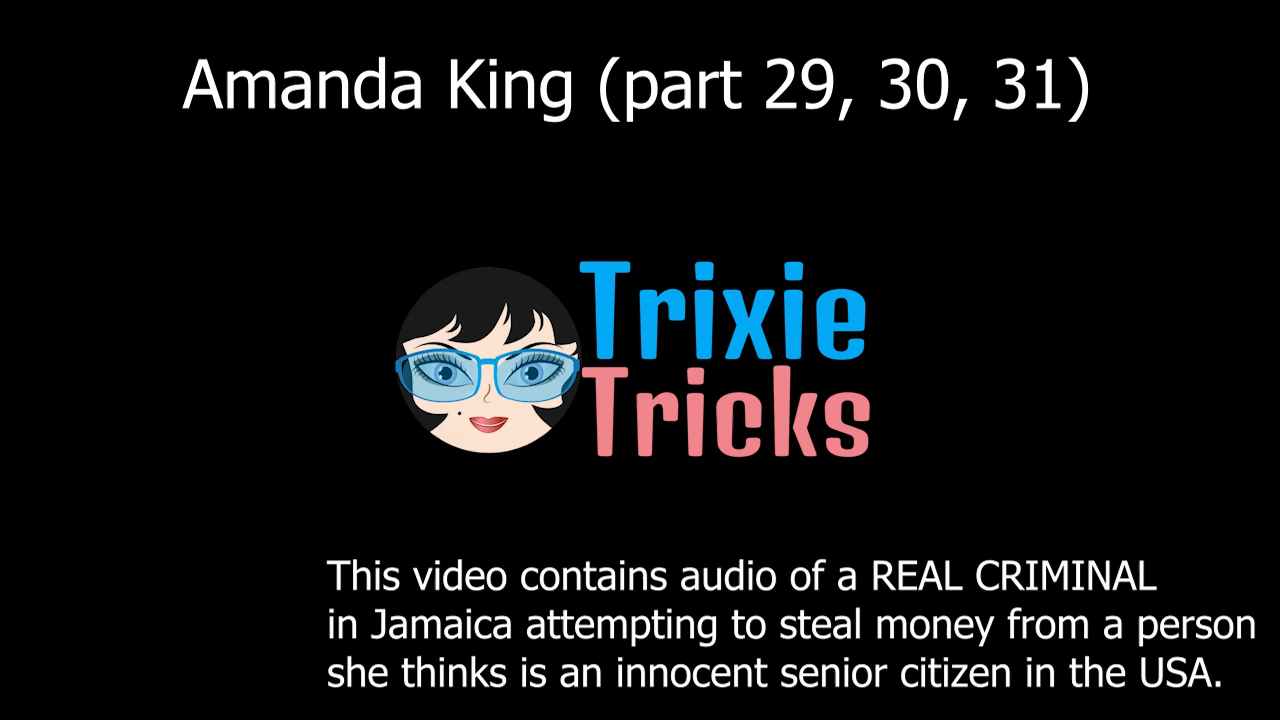 Amanda King (part 29, 30, 31)
Trixie
Tricks
This video contains audio of a REAL CRIMINAL
in Jamaica attempting to steal money from a person
she thinks is an innocent senior citizen in the USA.